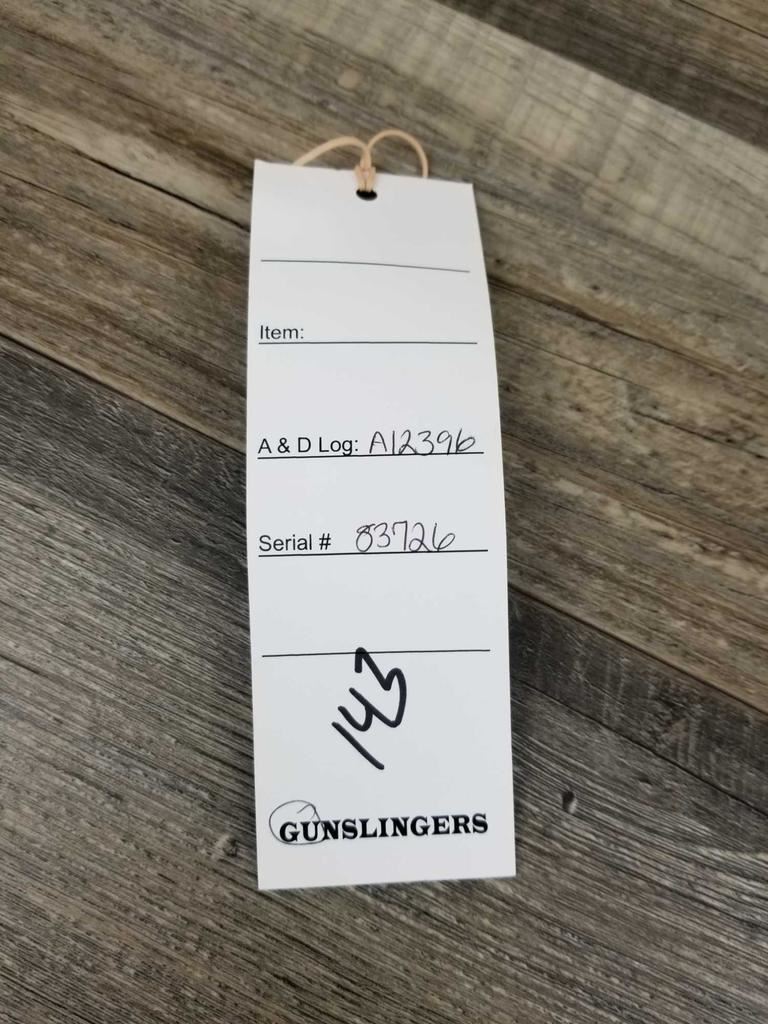 Item:
A & D Log: A12396
Serial # 83726
143
GUNSLINGERS